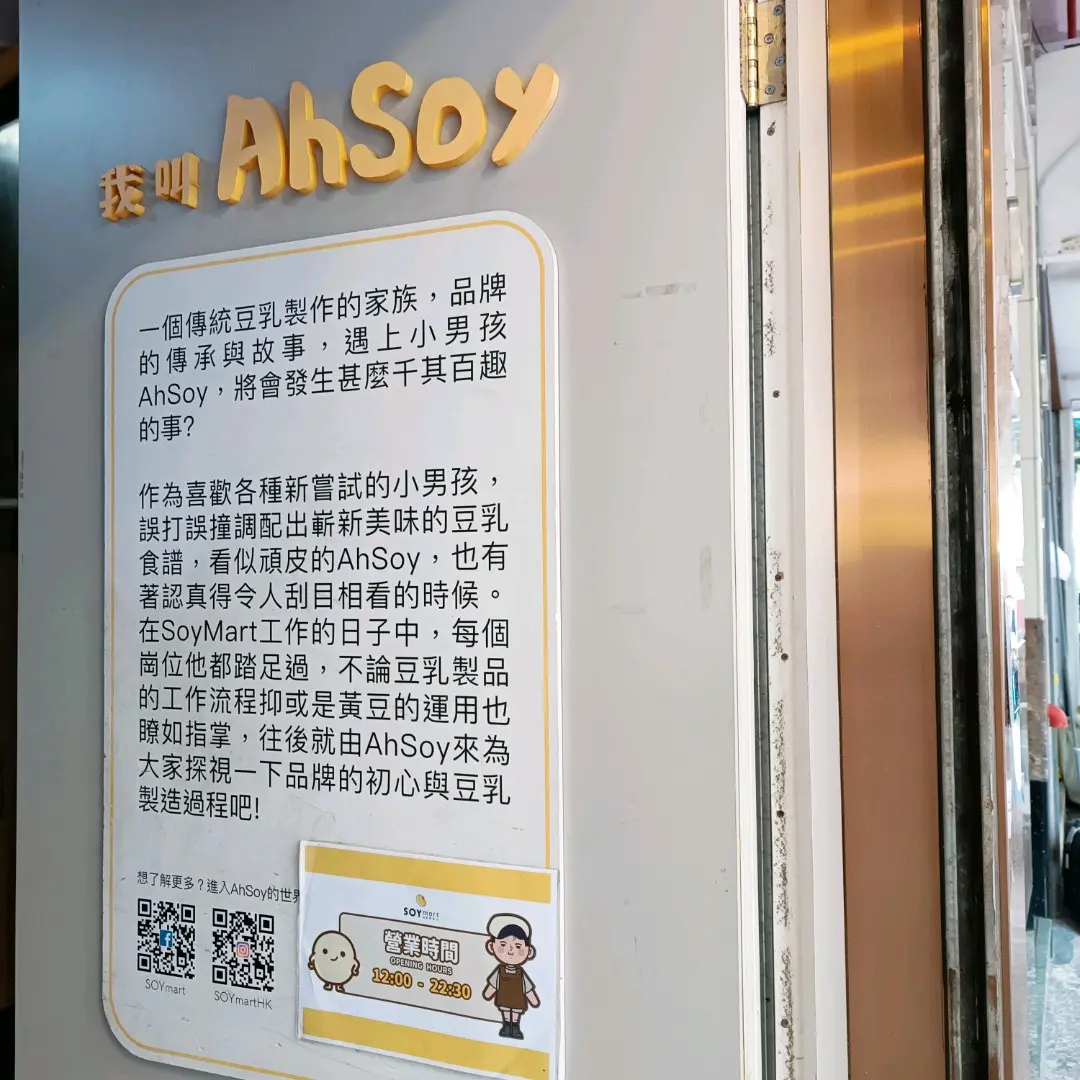 我叫 AhSoy
一個傳統豆乳製作的家族，品牌
的傳承與故事，遇上小男孩
AhSoy，將會發生甚麼千其百趣
的事?
作為喜歡各種新嘗試的小男孩，
誤打誤撞調配出嶄新美味的豆乳
食譜，看似頑皮的AhSoy，也有
著認真得令人刮目相看的時候。
在SoyMart工作的日子中，每個
崗位他都踏足過，不論豆乳製品
的工作流程抑或是黃豆的運用也
瞭如指掌，往後就由AhSoy來為
大家探視一下品牌的初心與豆乳
製造過程吧!
想了解更多？進入AhSoy的世界
SOYmart
SOYmartHK
SOYmart
營業時間
OPENING HOURS
12:00 - 22:30